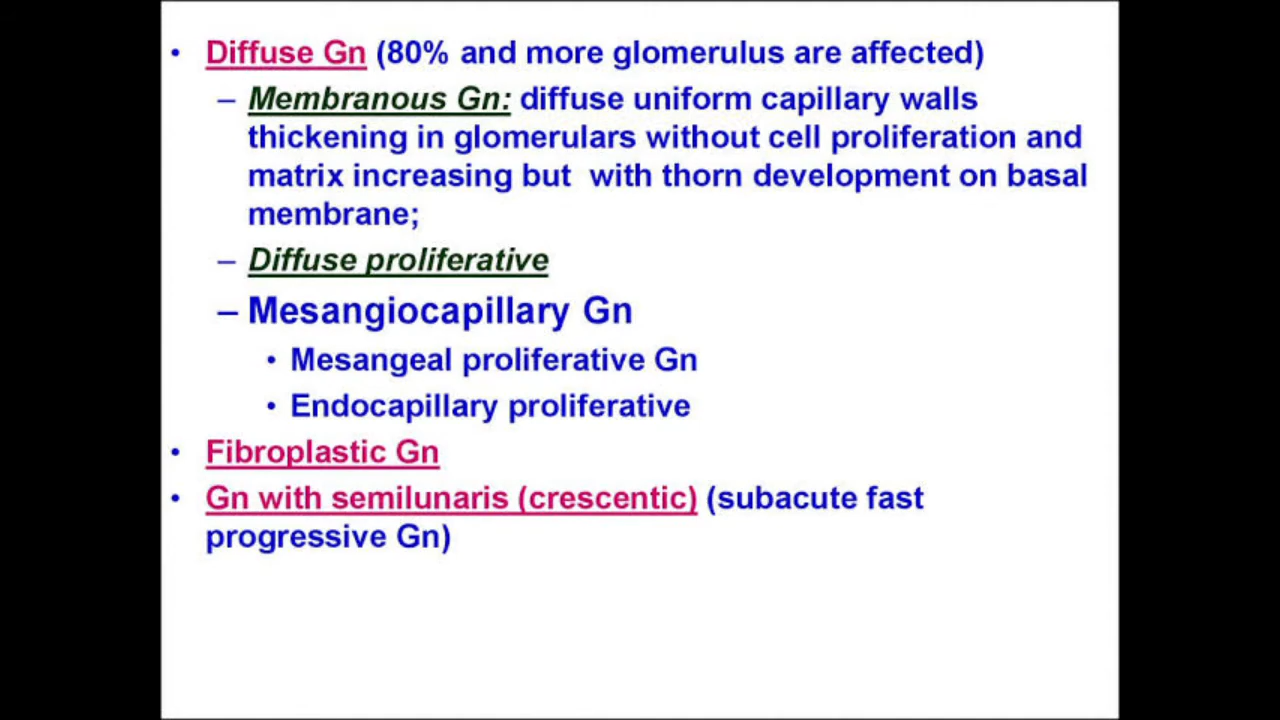 • Diffuse Gn (80% and more glomerulus are affected)
– Membranous Gn: diffuse uniform capillary walls
thickening in glomerulars without cell proliferation and
matrix increasing but with thorn development on basal
membrane;
– Diffuse proliferative
– Mesangiocapillary Gn
• Mesangeal proliferative Gn
• Endocapillary proliferative
• Fibroplastic Gn
• Gn with semilunaris (crescentic) (subacute fast
progressive Gn)